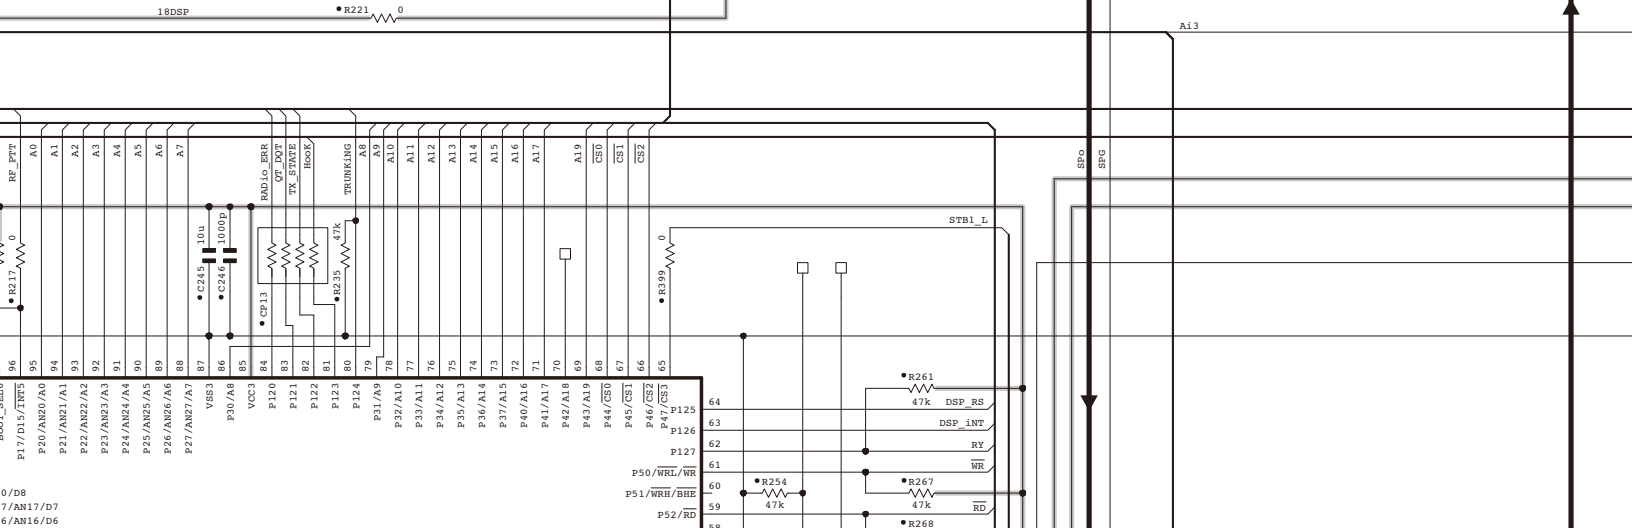 18DSP
R221
0
Ai3
RF_PTT
A0
A1
A2
A3
A4
A5
A6
A7
RADio_ERR
QT_DQT
TX_STATE
HooK
TRUNKiNG
A8
A9
A10
A11
A12
A13
A14
A15
A16
A17
A19
CS0
CS1
CS2
SPo
SPG
STB1_L
0
R217
10u
C245
1000p
C246
CP13
47k
R235
0
R399
96
95
94
93
92
91
90
89
88
87
86
85
84
83
82
81
80
79
78
77
76
75
74
73
72
71
70
69
68
67
66
65
P17/D15/INT5
P20/AN20/A0
P21/AN21/A1
P22/AN22/A2
P23/AN23/A3
P24/AN24/A4
P25/AN25/A5
P26/AN26/A6
P27/AN27/A7
VSS3
P30/A8
VCC3
P120
P121
P122
P123
P124
P31/A9
P32/A10
P33/A11
P34/A12
P35/A13
P36/A14
P37/A15
P40/A16
P41/A17
P42/A18
P43/A19
P44/CS0
P45/CS1
P46/CS2
P47/CS3
R261
47k
P125 64 DSP_RS
P126 63 DSP_iNT
P127 62 RY
P50/WRL/WR 61 WR
P51/WRH/BHE 60
R254
47k
R267
47k
P52/RD 59 RD
R268
58
0/D8
7/AN17/D7
6/AN16/D6